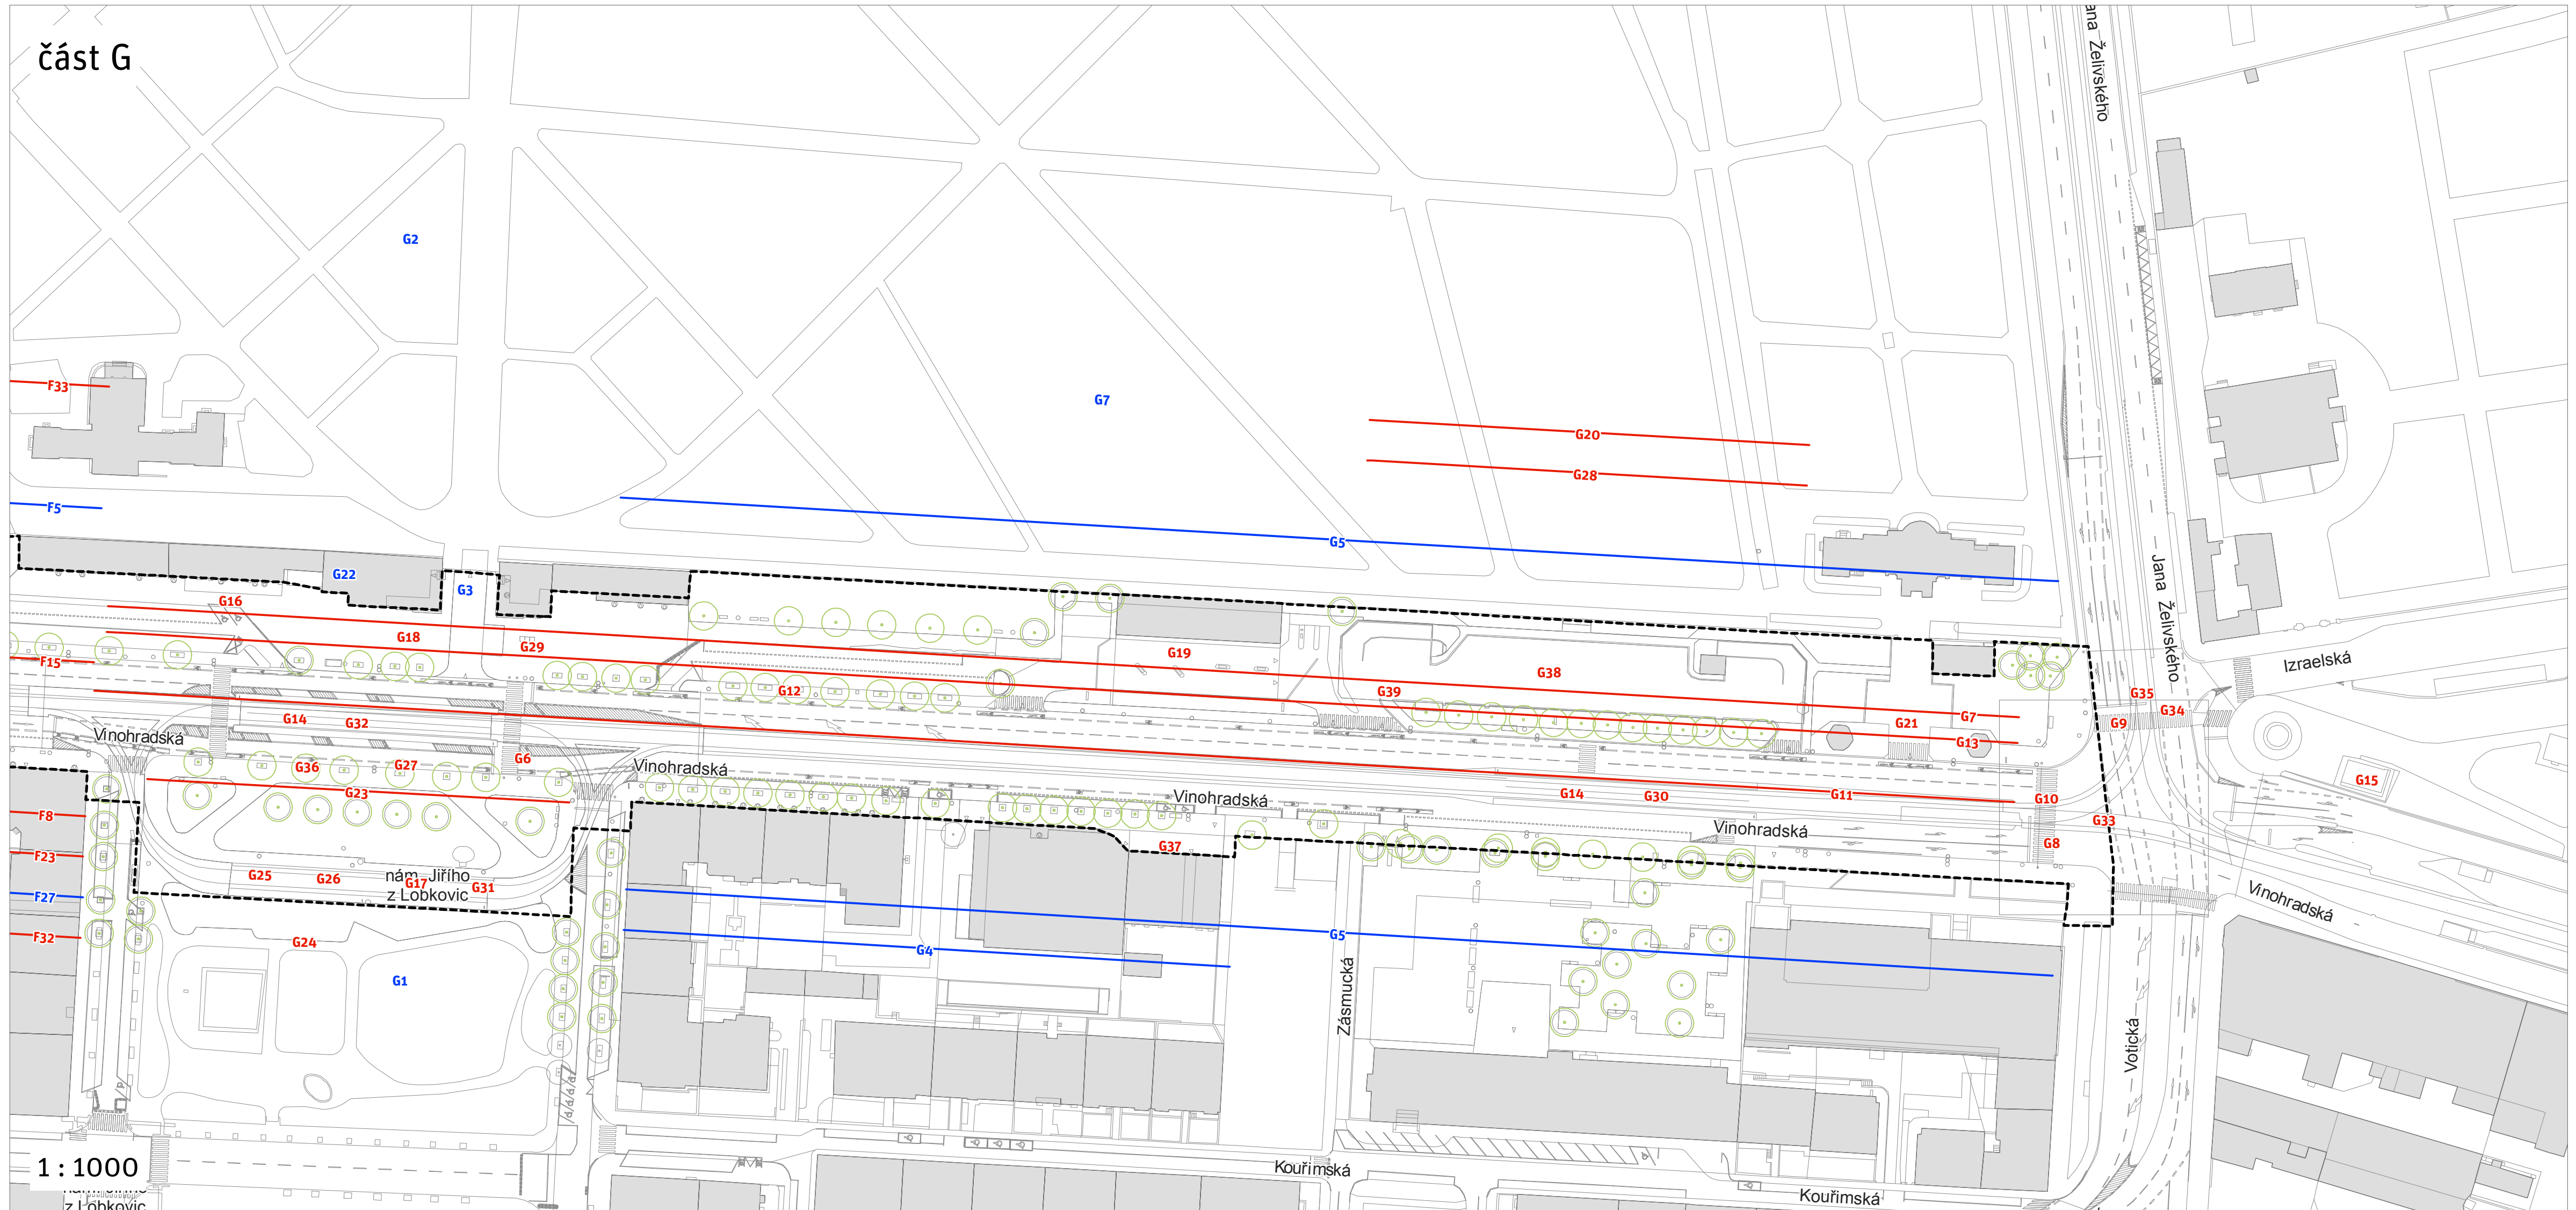 část G
Jana Želivského
G2
F33
G7
G20
G28
F5
G5
G22
G3
G16
G18
G29
F15
G19
G12
G38
G39
G7
G21
G13
Jana Želivského
Izraelská
G35
G34
G9
G15
G14
G32
Vinohradská
G36
G27
G6
G23
Vinohradská
Vinohradská
G14
G30
G11
G10
Vinohradská
G33
G8
F8
F23
F27
F32
G37
G25
G26
nám. Jiřího
z Lobkovic
G17
G31
G24
G1
G4
G5
Zásmucká
Vinohradská
Votická
1 : 1000
z Lobkovic
Kouřimská
Kouřimská